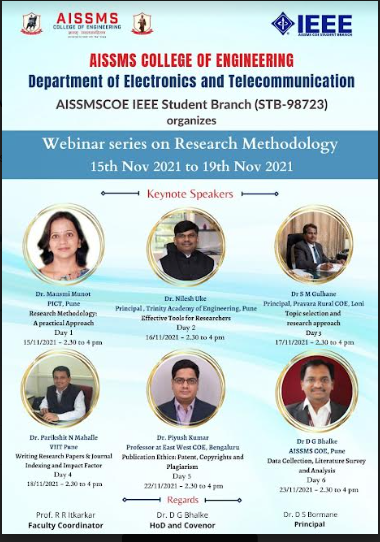 AISSMS
COLLEGE OF ENGINEERING
IEEE
AISSMS COE STUDENT BRANCH
AISSMS COLLEGE OF ENGINEERING
Department of Electronics and Telecommunication
AISSMSCOE IEEE Student Branch (STB-98723)
organizes
Webinar series on Research Methodology
15th Nov 2021 to 19th Nov 2021
Keynote Speakers
Dr. Mausmi Munot
PICT, Pune
Research Methodology:
A practical Approach
Day 1
15/11/2021 – 2.30 to 4 pm
Dr. Nilesh Uke
Principal, Trinity Academy of Engineering, Pune
Effective Tools for Researchers
Day 2
16/11/2021 – 2.30 to 4 pm
Dr S M Gulhane
Principal, Pravara Rural COE, Loni
Topic selection and
research approach
Day 3
17/11/2021 – 2.30 to 4 pm
Dr. Parikshit N Mahalle
VIIT Pune
Writing Research Papers & Journal
Indexing and Impact Factor
Day 4
18/11/2021 – 2.30 to 4 pm
Dr. Piyush Kumar
Professor at East West COE, Bengaluru
Publication Ethics: Patent, Copyrights and
Plagiarism
Day 5
22/11/2021 – 2.30 to 4 pm
Dr D G Bhalke
AISSMS COE, Pune
Data Collection, Literature Survey
and Analysis
Day 6
23/11/2021 – 2.30 to 4 pm
Regards
Prof. R R Itkarkar
Faculty Coordinator
Dr. D G Bhalke
HoD and Covenor
Dr. D S Bormane
Principal